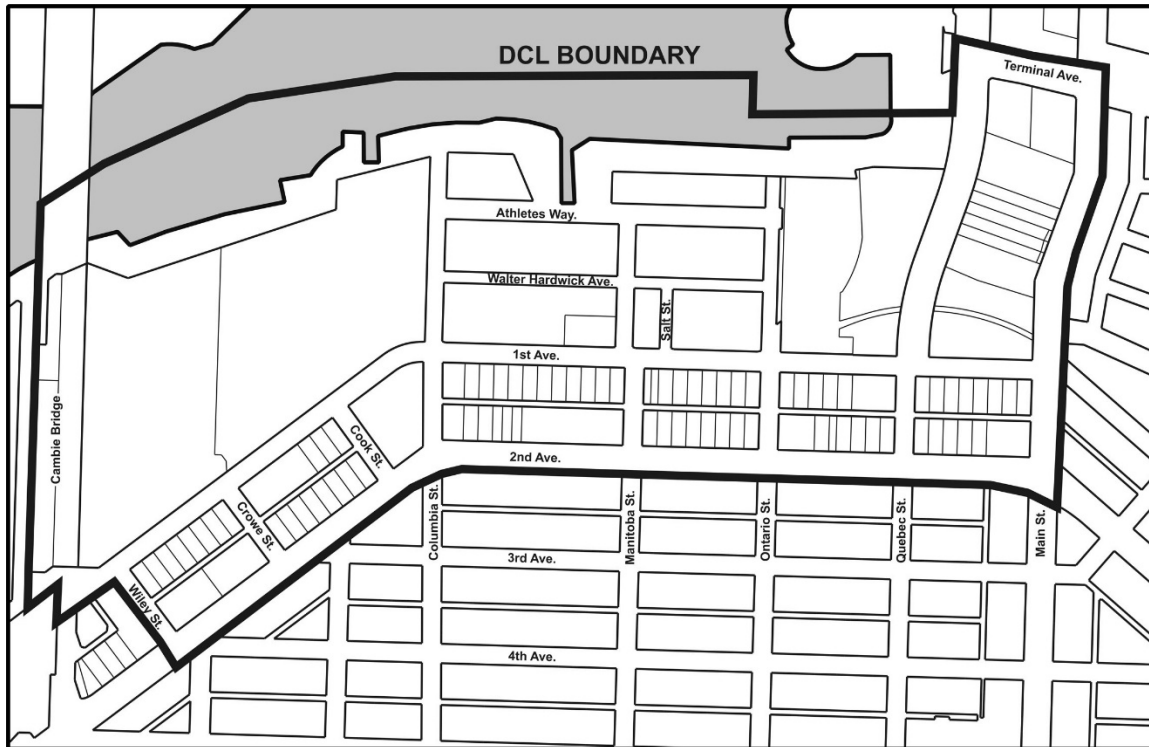 DCL BOUNDARY
Terminal Ave.
Athletes Way.
Walter Hardwick Ave.
Salt St.
1st Ave.
Cambie Bridge
Cook St.
2nd Ave.
Crowe St.
Columbia St.
Manitoba St.
Ontario St.
Quebec St.
Main St.
3rd Ave.
Wiley St.
4th Ave.